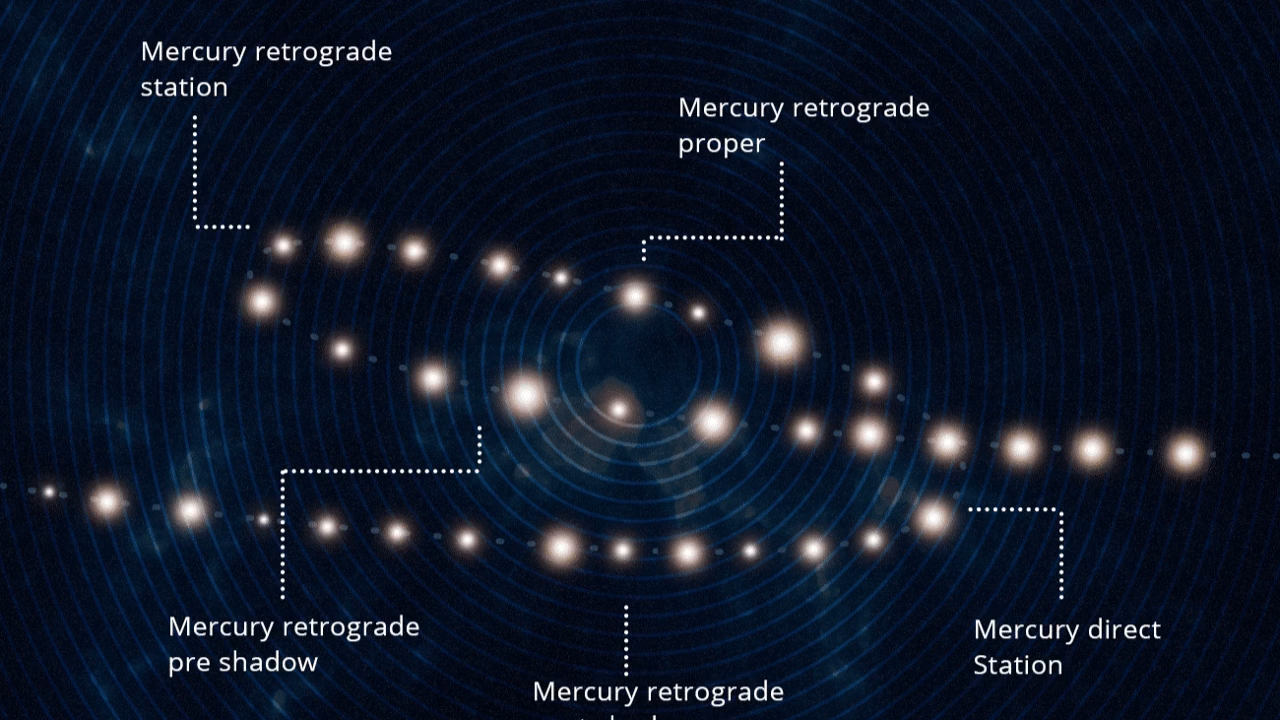 Mercury retrograde
station
Mercury retrograde
proper
Mercury retrograde
pre shadow
Mercury direct
Station
Mercury retrograde